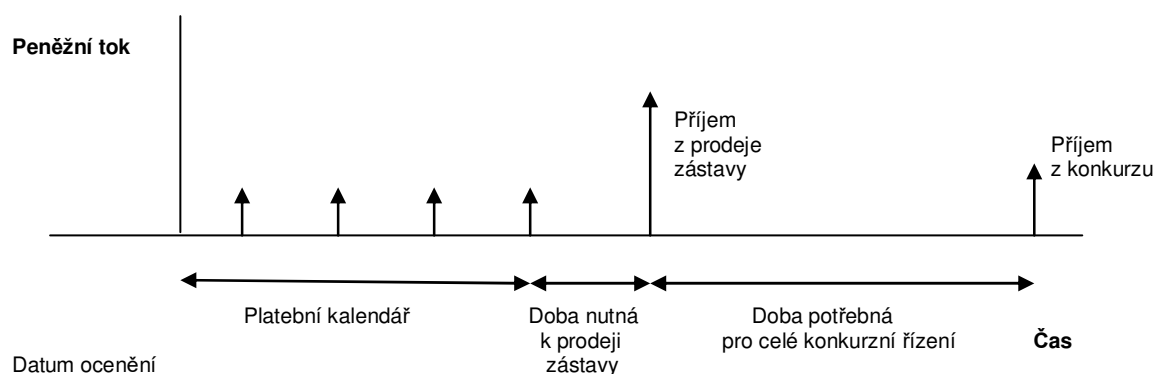 Peněžní tok
Příjem
z prodeje
zástavy
Příjem
z konkurzu
Platební kalendář
Doba nutná
k prodeji
zástavy
Doba potřebná
pro celé konkurzní řízení
Čas
Datum ocenění